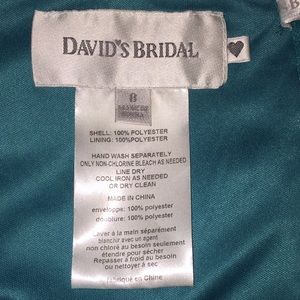 DAVID'S BRIDAL
8
SHELL: 100% POLYESTER
LINING: 100% POLYESTER
HAND WASH SEPARATELY
ONLY NON-CHLORINE BLEACH AS NEEDED
LINE DRY
COOL IRON AS NEEDED
OR DRY CLEAN
MADE IN CHINA
enveloppe: 100% polyester
doublure: 100% polyester
Laver à la main séparément
blanchir avec un agent
non chloré au besoin seulement
étendre pour sécher
Repasser à froid au besoin
ou nettoyer à sec
fabriqué en Chine